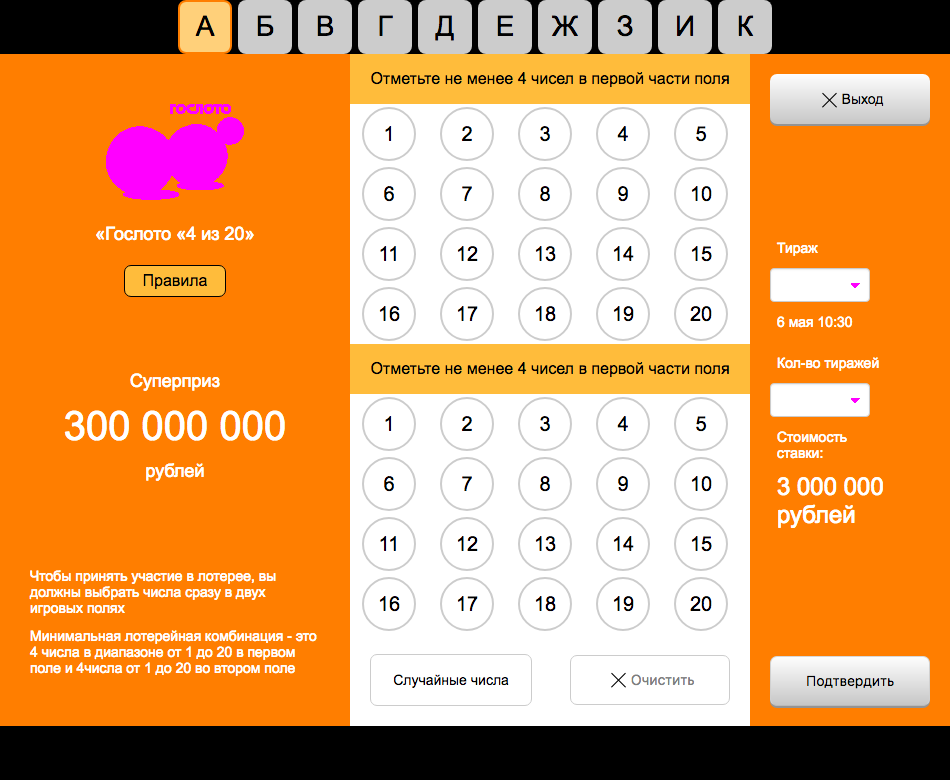 А Б В Г Д Е Ж З И К
гослото
«Гослото «4 из 20»
Правила
Суперприз
300 000 000
рублей
Чтобы принять участие в лотерее, вы
должны выбрать числа сразу в двух
игровых полях
Минимальная лотерейная комбинация - это
4 числа в диапазоне от 1 до 20 в первом
поле и 4числа от 1 до 20 во втором поле
Отметьте не менее 4 чисел в первой части поля
1 2 3 4 5
6 7 8 9 10
11 12 13 14 15
16 17 18 19 20
Отметьте не менее 4 чисел в первой части поля
1 2 3 4 5
6 7 8 9 10
11 12 13 14 15
16 17 18 19 20
Случайные числа
Очистить
Выход
Тираж
6 мая 10:30
Кол-во тиражей
Стоимость
ставки:
3 000 000
рублей
Подтвердить